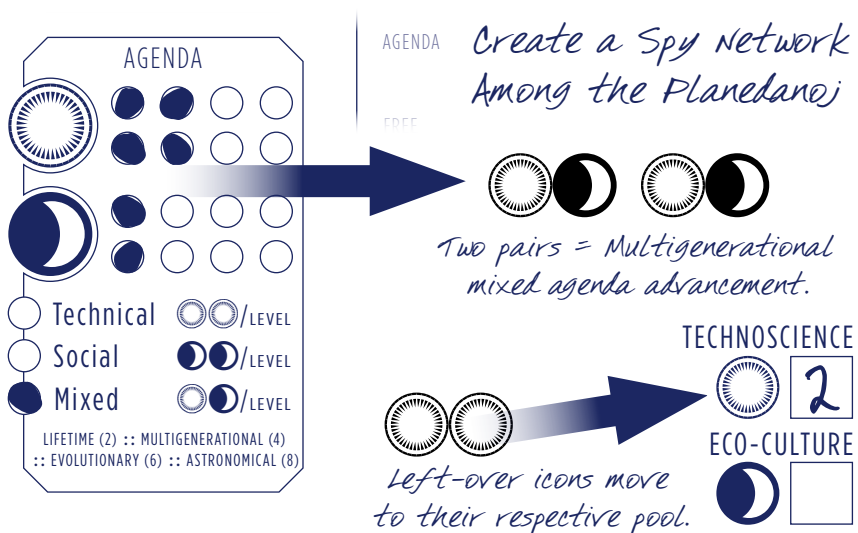 AGENDA
Technical /LEVEL
Social /LEVEL
Mixed /LEVEL
LIFETIME (2) :: MULTIGENERATIONAL (4)
:: EVOLUTIONARY (6) :: ASTRONOMICAL (8)
AGENDA
Create a Spy Network
Among the Planedanoj
FREE
Two pairs = Multigenerational
mixed agenda advancement.
Left-over icons move
to their respective pool.
TECHNOSCIENCE
2
ECO-CULTURE